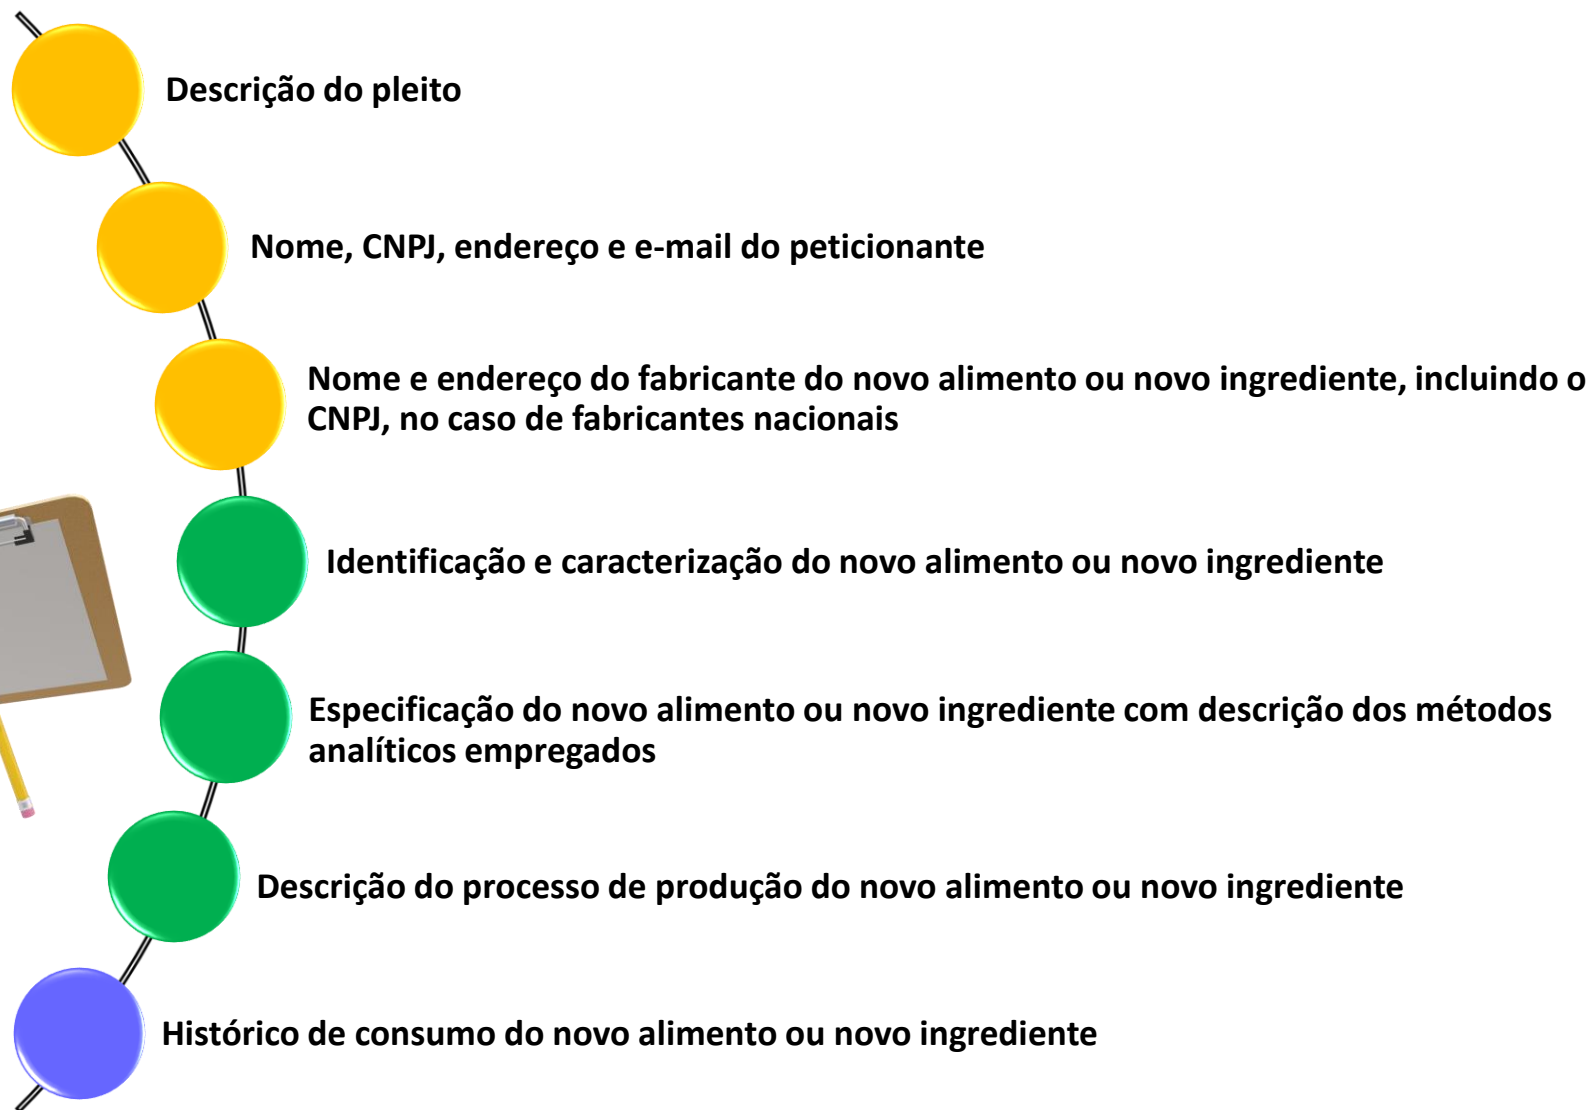 Descrição do pleito
Nome, CNPJ, endereço e e-mail do peticionante
Nome e endereço do fabricante do novo alimento ou novo ingrediente, incluindo o
CNPJ, no caso de fabricantes nacionais
Identificação e caracterização do novo alimento ou novo ingrediente
Especificação do novo alimento ou novo ingrediente com descrição dos métodos
analíticos empregados
Descrição do processo de produção do novo alimento ou novo ingrediente
Histórico de consumo do novo alimento ou novo ingrediente